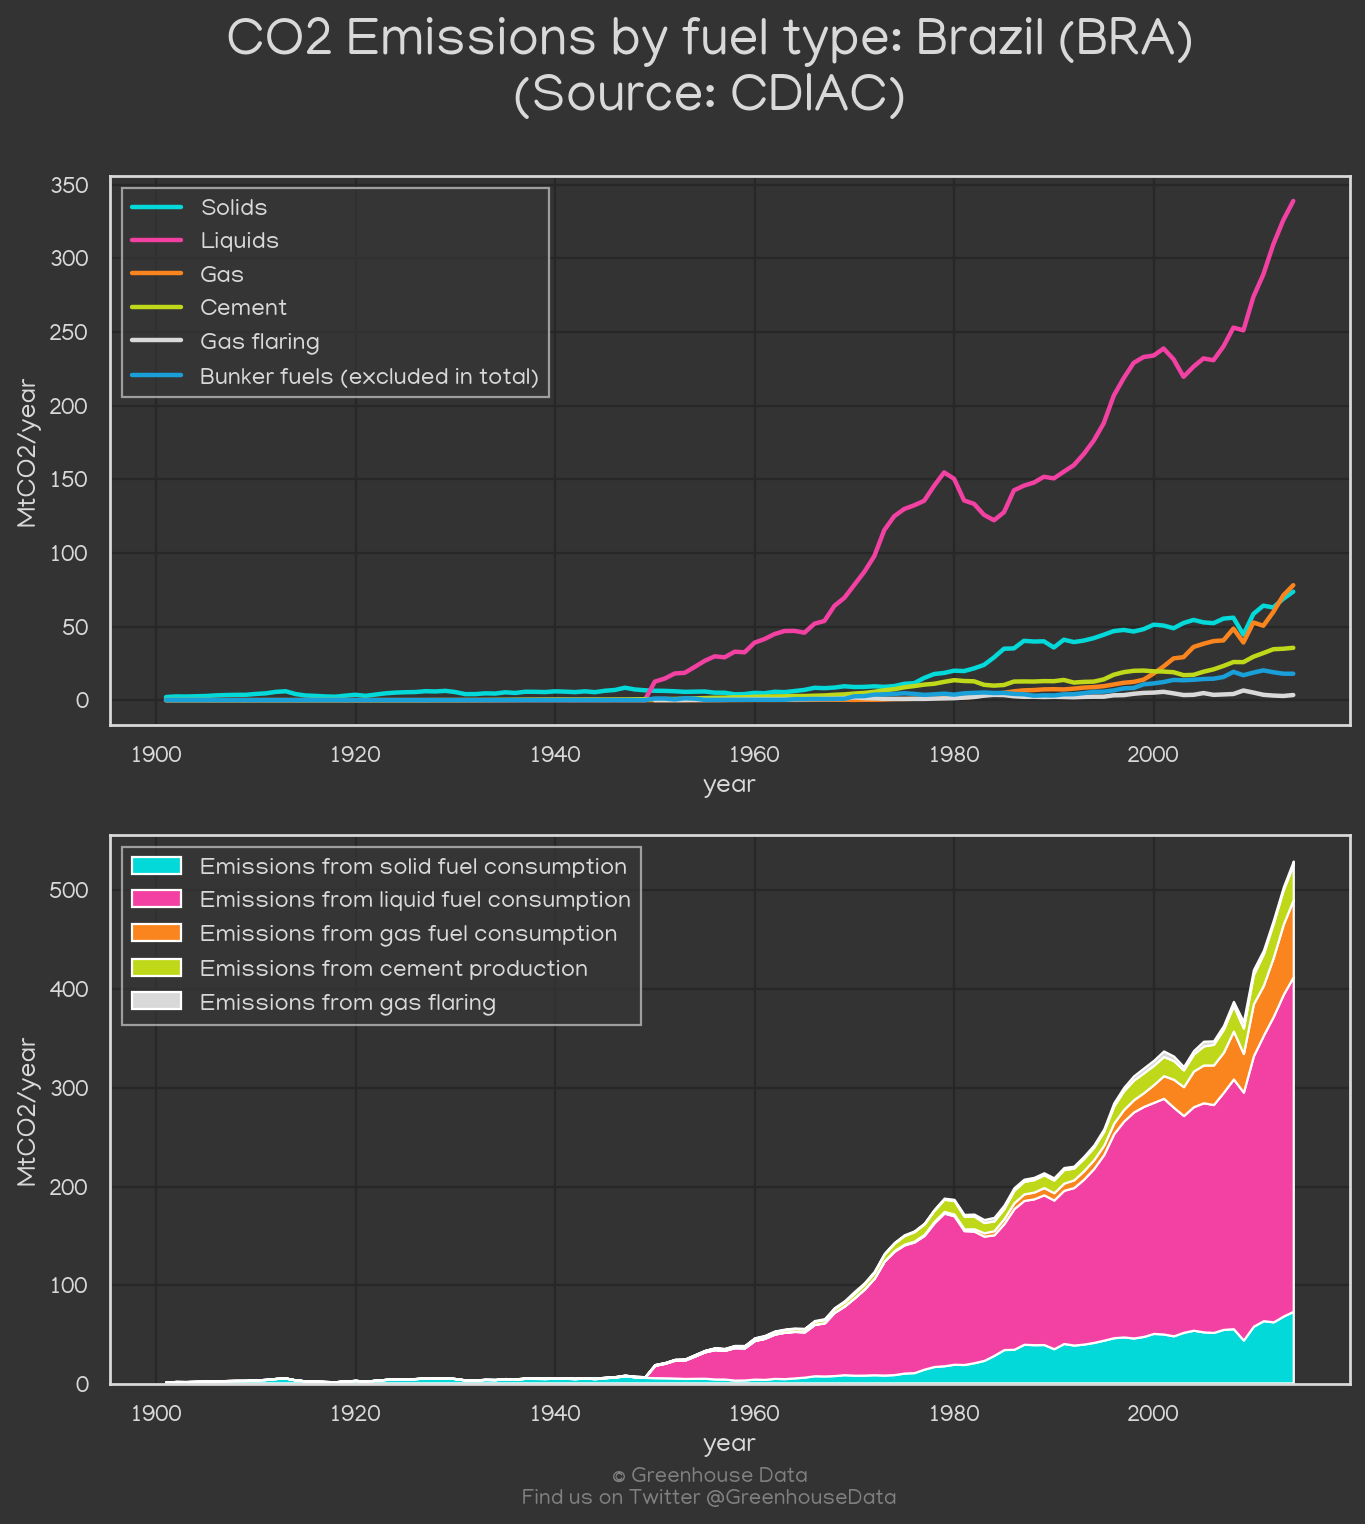 CO2 Emissions by fuel type: Brazil (BRA)
(Source: CDIAC)
350
300
250
200
150
100
50
0
MtCO2/year
Solids
Liquids
Gas
Cement
Gas flaring
Bunker fuels (excluded in total)
1900 1920 1940 1960 1980 2000
year
500
400
300
200
100
0
MtCO2/year
Emissions from solid fuel consumption
Emissions from liquid fuel consumption
Emissions from gas fuel consumption
Emissions from cement production
Emissions from gas flaring
1900 1920 1940 1960 1980 2000
year
© Greenhouse Data
Find us on Twitter @GreenhouseData